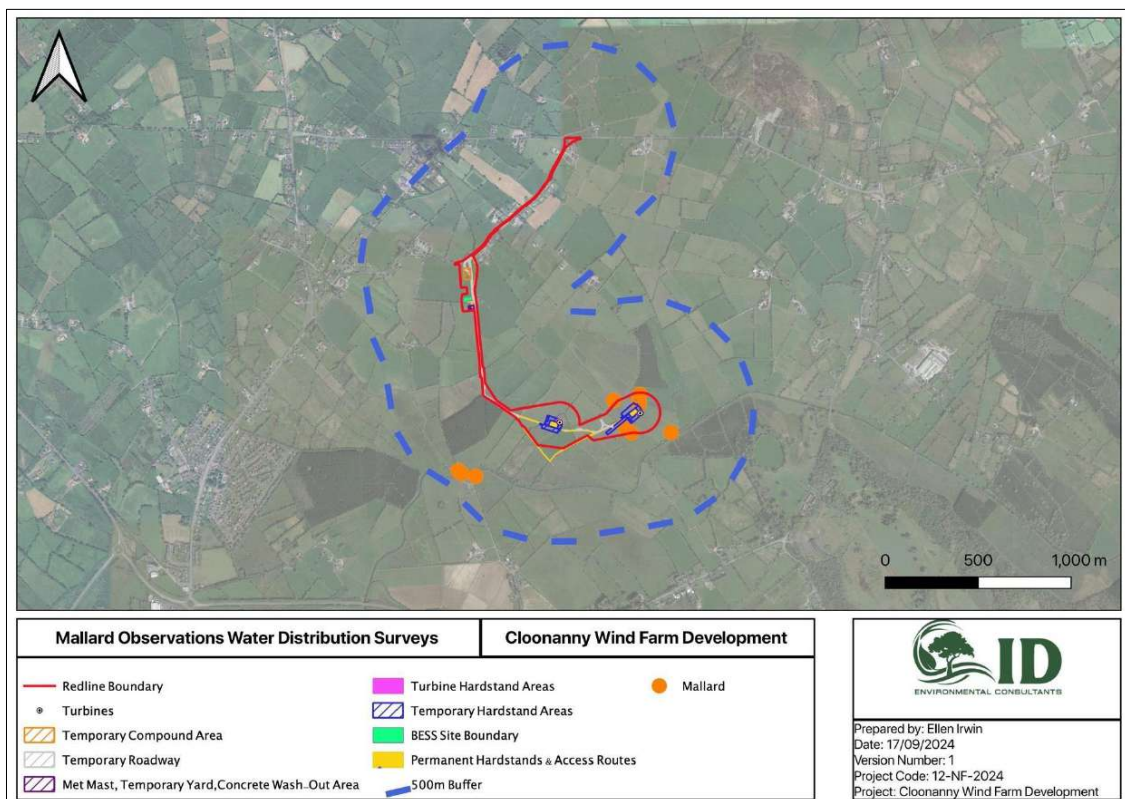 0 500 1,000 m
Mallard Observations Water Distribution Surveys
Cloonanny Wind Farm Development
Redline Boundary
Turbines
Temporary Compound Area
Temporary Roadway
Met Mast, Temporary Yard,Concrete Wash-Out Area
Turbine Hardstand Areas
Temporary Hardstand Areas
BESS Site Boundary
Permanent Hardstands & Access Routes
500m Buffer
Mallard
ID
ENVIRONMENTAL CONSULTANTS
Prepared by: Ellen Irwin
Date: 17/09/2024
Version Number: 1
Project Code: 12-NF-2024
Project: Cloonanny Wind Farm Development